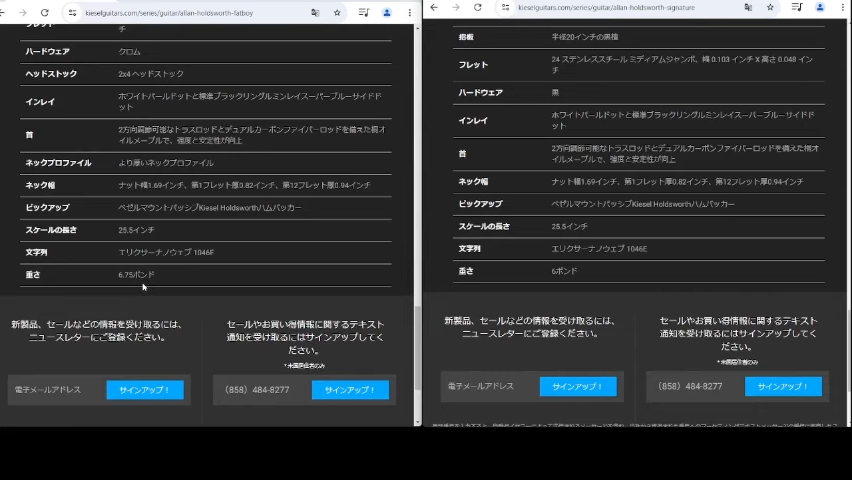 kieselguitars.com/series/guitar/allan-holdsworth-fatboy
チ
ハードウェア クロム
ヘッドストック 2x4 ヘッドストック
インレイ ホワイトパールドットと標準ブラックリングルミンレイスーパーブルーサイドドット
首 2方向調節可能なトラスロッドとデュアルカーボンファイバーロッドを備えた桐オイルメープルで、強度と安定性が向上
ネックプロファイル より厚いネックプロファイル
ネック幅 ナット幅1.69インチ、第1フレット厚0.82インチ、第12フレット厚0.94インチ
ピックアップ ベゼルマウントパッシブKiesel Holdsworthハムバッカー
スケールの長さ 25.5インチ
文字列 エリクサーナノウェブ 1046E
重さ 6.75ポンド
新製品、セールなどの情報を受け取るには、
ニュースレターにご登録ください。
セールやお買い得情報に関するテキスト
通知を受け取るにはサインアップしてく
ださい。
*米国居住者のみ
電子メールアドレス サインアップ！
(858) 484-8277 サインアップ！
kieselguitars.com/series/guitar/allan-holdsworth-signature
指板 半径20インチの黒檀
フレット 24 ステンレススチール ミディアムジャンボ、幅 0.103 インチ X 高さ 0.048 インチ
ハードウェア 黒
インレイ ホワイトパールドットと標準ブラックリングルミンレイスーパーブルーサイドドット
首 2方向調節可能なトラスロッドとデュアルカーボンファイバーロッドを備えた桐オイルメープルで、強度と安定性が向上
ネック幅 ナット幅1.69インチ、第1フレット厚0.82インチ、第12フレット厚0.94インチ
ピックアップ ベゼルマウントパッシブKiesel Holdsworthハムバッカー
スケールの長さ 25.5インチ
文字列 エリクサーナノウェブ 1046E
重さ 6ポンド
新製品、セールなどの情報を受け取るには、
ニュースレターにご登録ください。
セールやお買い得情報に関するテキスト
通知を受け取るにはサインアップしてく
ださい。
*米国居住者のみ
電子メールアドレス サインアップ！
(858) 484-8277 サインアップ！